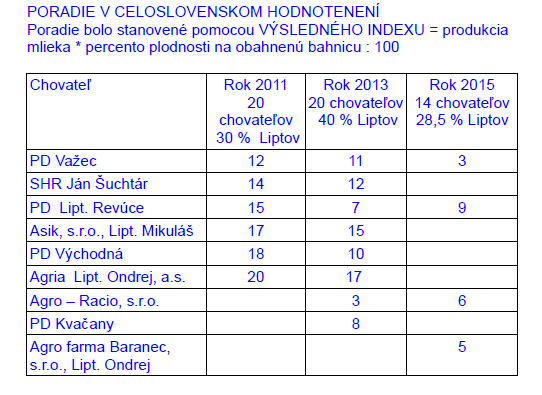 PORADIE V CELOSLOVENSKOM HODNOTENENÍ
Poradie bolo stanovené pomocou VÝSLEDNÉHO INDEXU = produkcia
mlieka * percento plodnosti na obahnenú bahnicu : 100
Chovateľ Rok 2011 Rok 2013 Rok 2015
20 20 chovateľov 14 chovateľov
chovateľov 40 % Liptov 28,5 % Liptov
30 % Liptov
PD Važec 12 11 3
SHR Ján Šuchtár 14 12
PD Lipt. Revúce 15 7 9
Asik, s.r.o., Lipt. Mikuláš 17 15
PD Východná 18 10
Agria Lipt. Ondrej, a.s. 20 17
Agro – Racio, s.r.o. 3 6
PD Kvačany 8
Agro farma Baranec, 5
s.r.o., Lipt. Ondrej